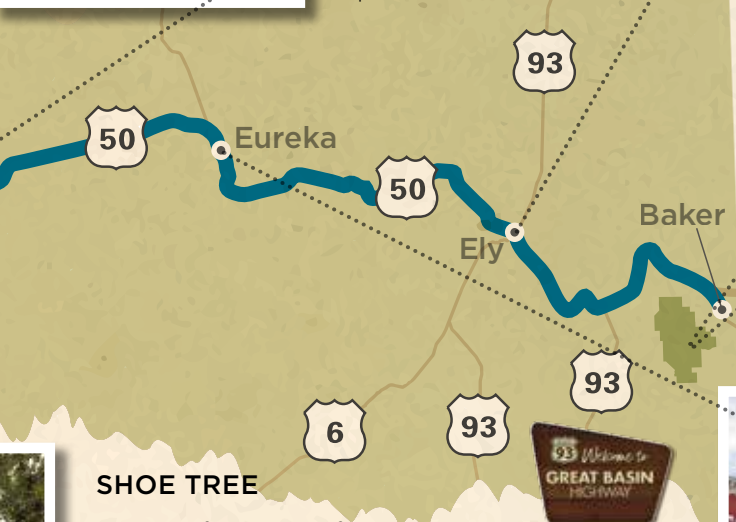 93
50
Eureka
50
Baker
Ely
93
6
93
93 Welcome to
GREAT BASIN
HIGHWAY
SHOE TREE